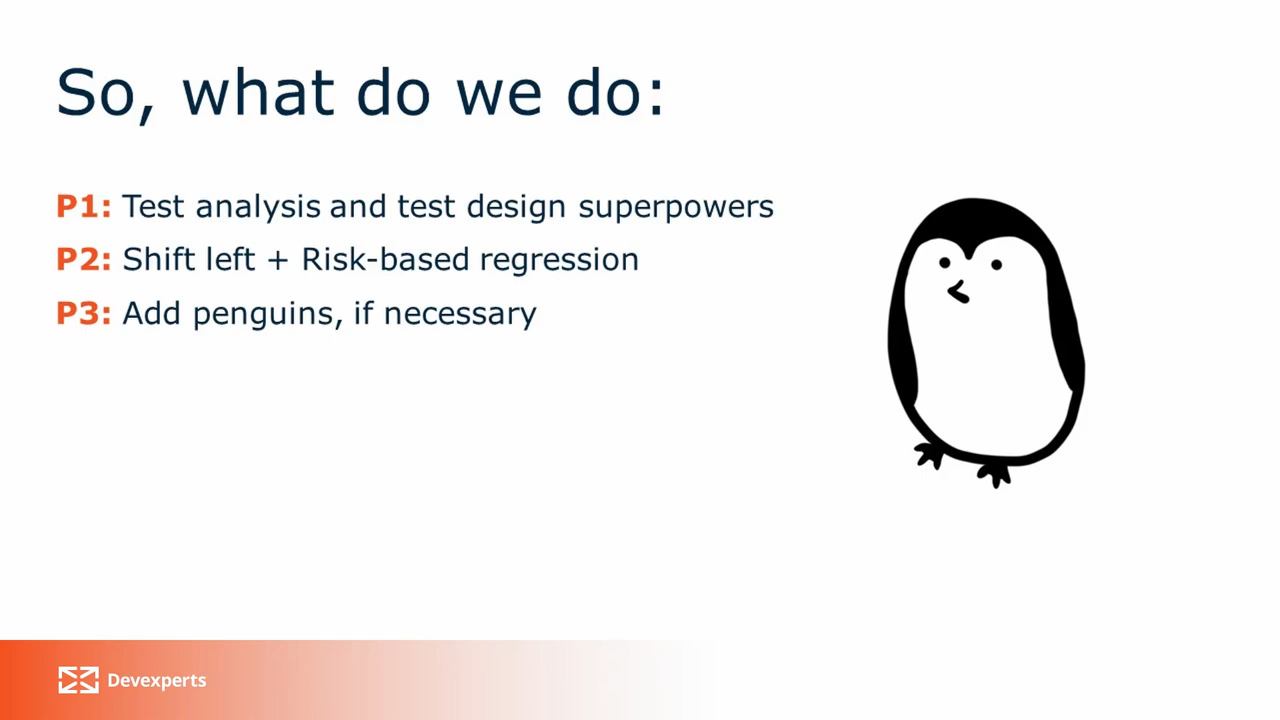 So, what do we do:
P1: Test analysis and test design superpowers
P2: Shift left + Risk-based regression
P3: Add penguins, if necessary
Devexperts